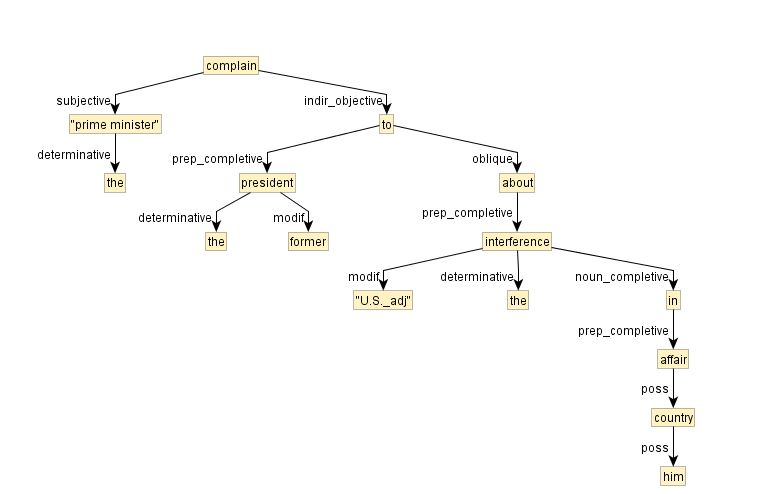 complain
subjective indir_objective
"prime minister" to
determinative prep_completive oblique
the president about
determinative modif prep_completive
the former interference
modif determinative noun_completive
"U.S._adj" the in
prep_completive
affair
poss
country
poss
him